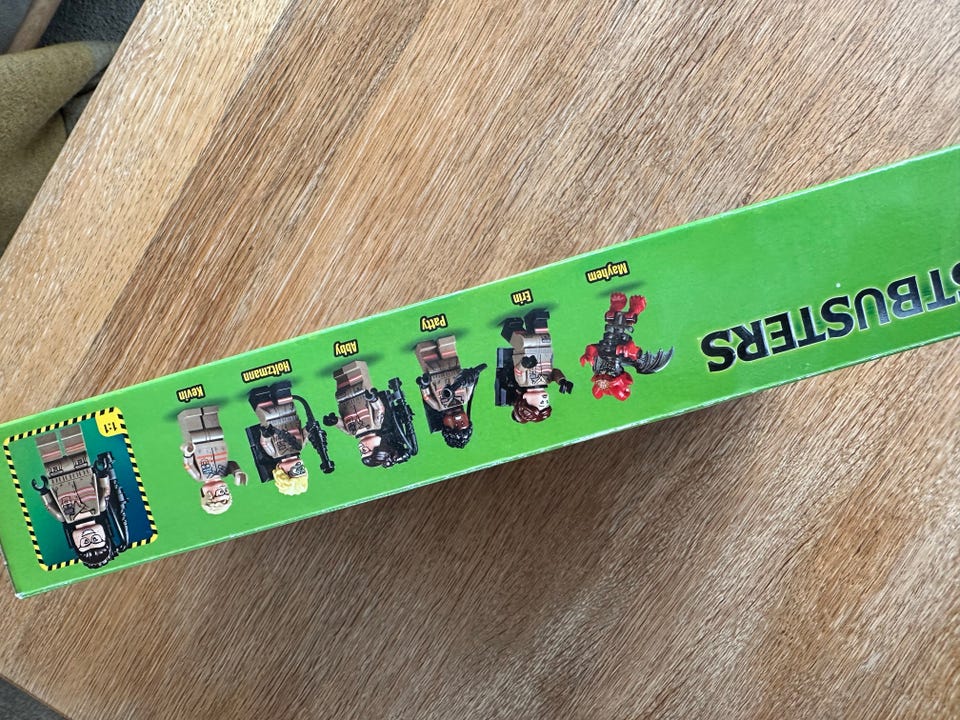 STBUSTERS
Mayhem
Erin
Patty
Abby
Holtzmann
Kevin
1:1